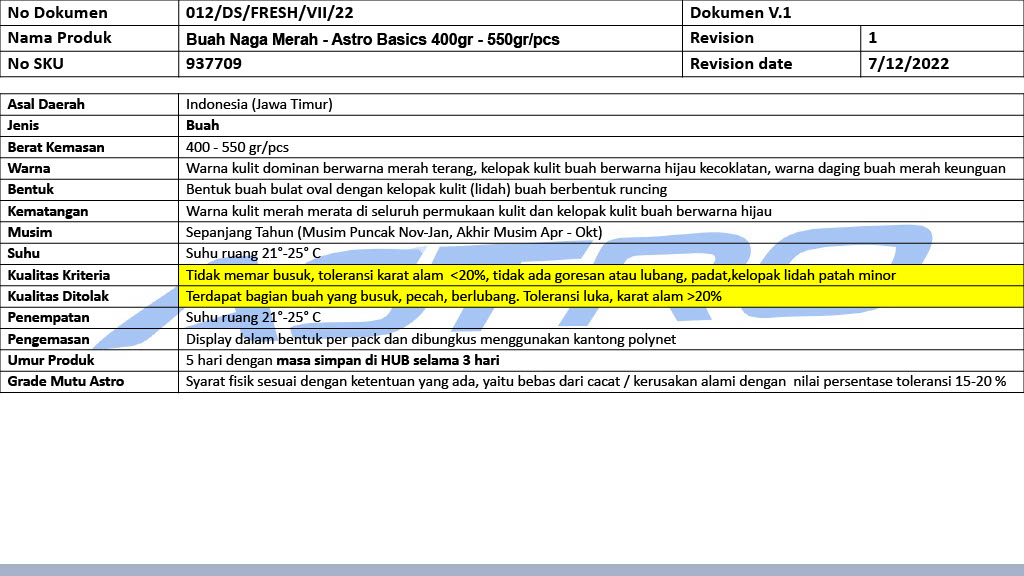 No Dokumen 012/DS/FRESH/VII/22 Dokumen V.1
Nama Produk Buah Naga Merah - Astro Basics 400gr - 550gr/pcs Revision 1
No SKU 937709 Revision date 7/12/2022
Asal Daerah Indonesia (Jawa Timur)
Jenis Buah
Berat Kemasan 400 - 550 gr/pcs
Warna Warna kulit dominan berwarna merah terang, kelopak kulit buah berwarna hijau kecoklatan, warna daging buah merah keunguan
Bentuk Bentuk buah bulat oval dengan kelopak kulit (lidah) buah berbentuk runcing
Kematangan Warna kulit merah merata di seluruh permukaan kulit dan kelopak kulit buah berwarna hijau
Musim Sepanjang Tahun (Musim Puncak Nov-Jan, Akhir Musim Apr - Okt)
Suhu Suhu ruang 21°-25° C
Kualitas Kriteria Tidak memar busuk, toleransi karat alam <20%, tidak ada goresan atau lubang, padat,kelopak lidah patah minor
Kualitas Ditolak Terdapat bagian buah yang busuk, pecah, berlubang. Toleransi luka, karat alam >20%
Penempatan Suhu ruang 21°-25° C
Pengemasan Display dalam bentuk per pack dan dibungkus menggunakan kantong polynet
Umur Produk 5 hari dengan masa simpan di HUB selama 3 hari
Grade Mutu Astro Syarat fisik sesuai dengan ketentuan yang ada, yaitu bebas dari cacat / kerusakan alami dengan nilai persentase toleransi 15-20 %
ASTRO